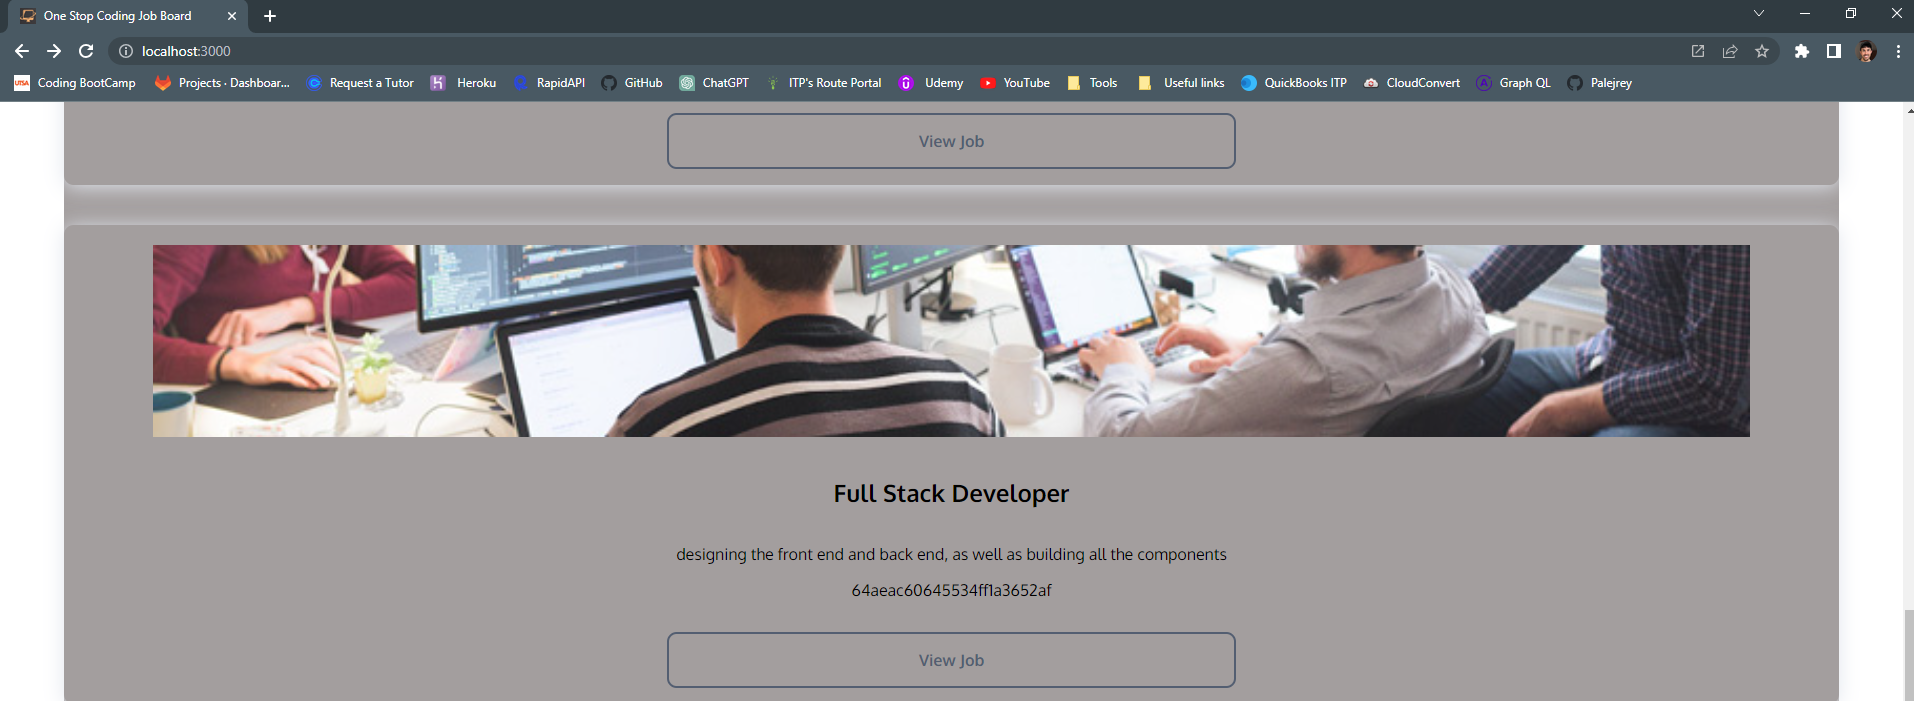 One Stop Coding Job Board
localhost:3000
Coding BootCamp
Projects · Dashboar...
Request a Tutor
Heroku
RapidAPI
GitHub
ChatGPT
ITP's Route Portal
Udemy
YouTube
Tools
Useful links
QuickBooks ITP
CloudConvert
Graph QL
Palejrey
View Job
Full Stack Developer
designing the front end and back end, as well as building all the components
64aeac60645534ff1a3652af
View Job